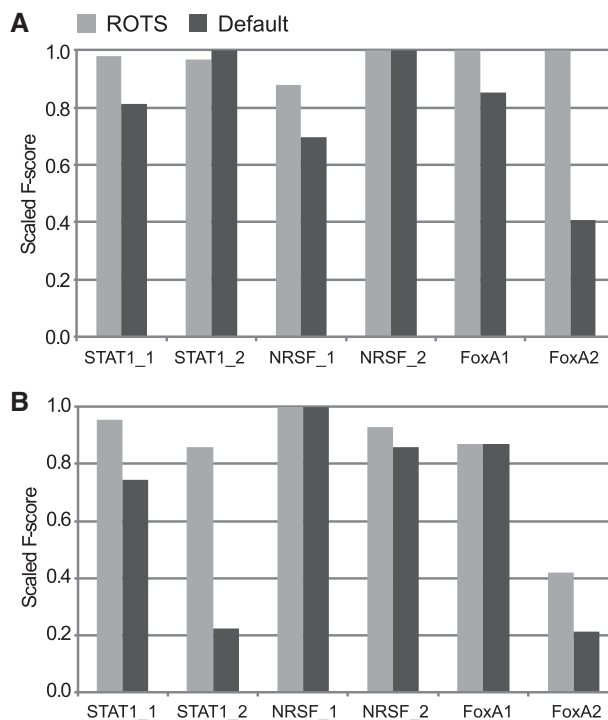 A
ROTS Default
Scaled F-score
1.0
0.8
0.6
0.4
0.2
0.0
STAT1_1 STAT1_2 NRSF_1 NRSF_2 FoxA1 FoxA2
B
Scaled F-score
1.0
0.8
0.6
0.4
0.2
0.0
STAT1_1 STAT1_2 NRSF_1 NRSF_2 FoxA1 FoxA2